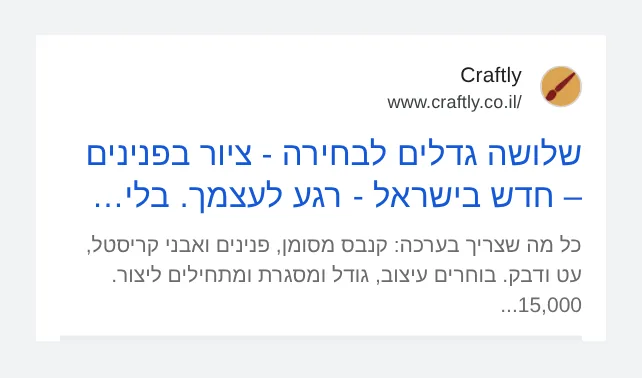 Craftly
www.craftly.co.il/
שלושה גדלים לבחירה - ציור בפנינים
– חדש בישראל - רגע לעצמך. בלי...
כל מה שצריך בערכה: קנבס מסומן, פנינים ואבני קריסטל,
עט ודבק. בוחרים עיצוב, גודל ומסגרת ומתחילים ליצור.
15,000...